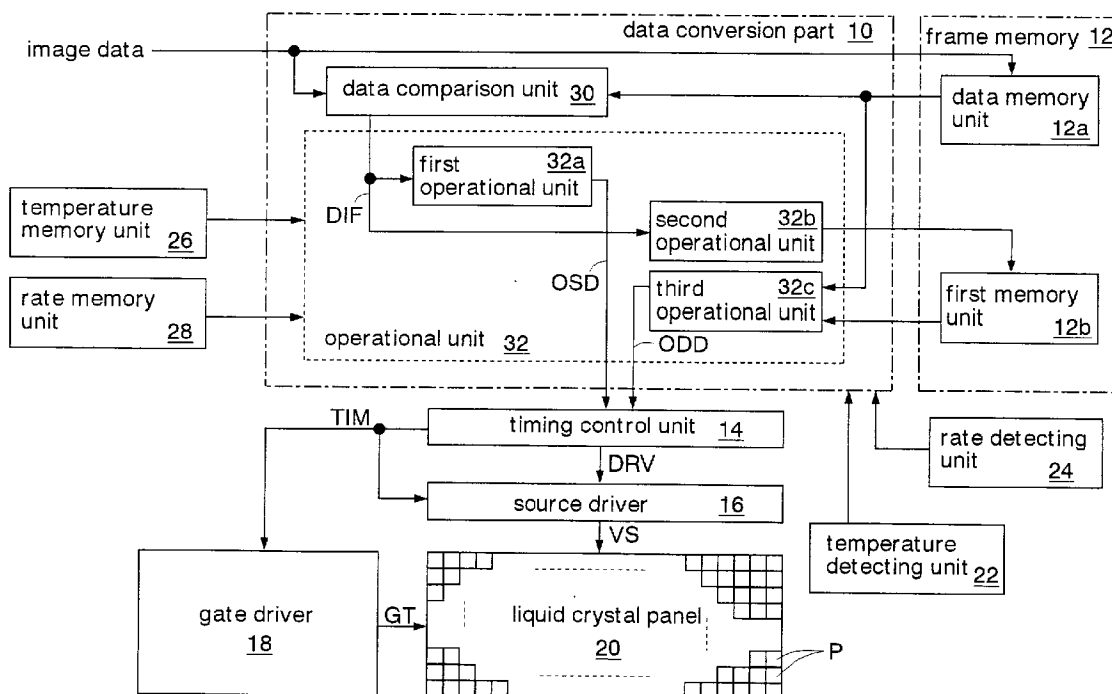 image data
data conversion part 10
frame memory 12
data comparison unit 30
data memory
unit 12a
first 32a
operational unit
DIF
temperature
memory unit 26
second 32b
operational unit
OSD
rate memory
unit 28
third 32c
operational unit
first memory
unit 12b
operational unit 32
ODD
TIM
timing control unit 14
rate detecting
unit 24
DRV
source driver 16
VS
temperature
detecting unit 22
gate driver
18
GT
liquid crystal panel
20
P